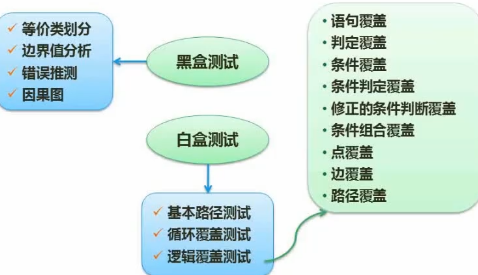 等价类划分
边界值分析
错误推测
因果图
黑盒测试
白盒测试
基本路径测试
循环覆盖测试
逻辑覆盖测试
语句覆盖
判定覆盖
条件覆盖
条件判定覆盖
修正的条件判断覆盖
条件组合覆盖
点覆盖
边覆盖
路径覆盖